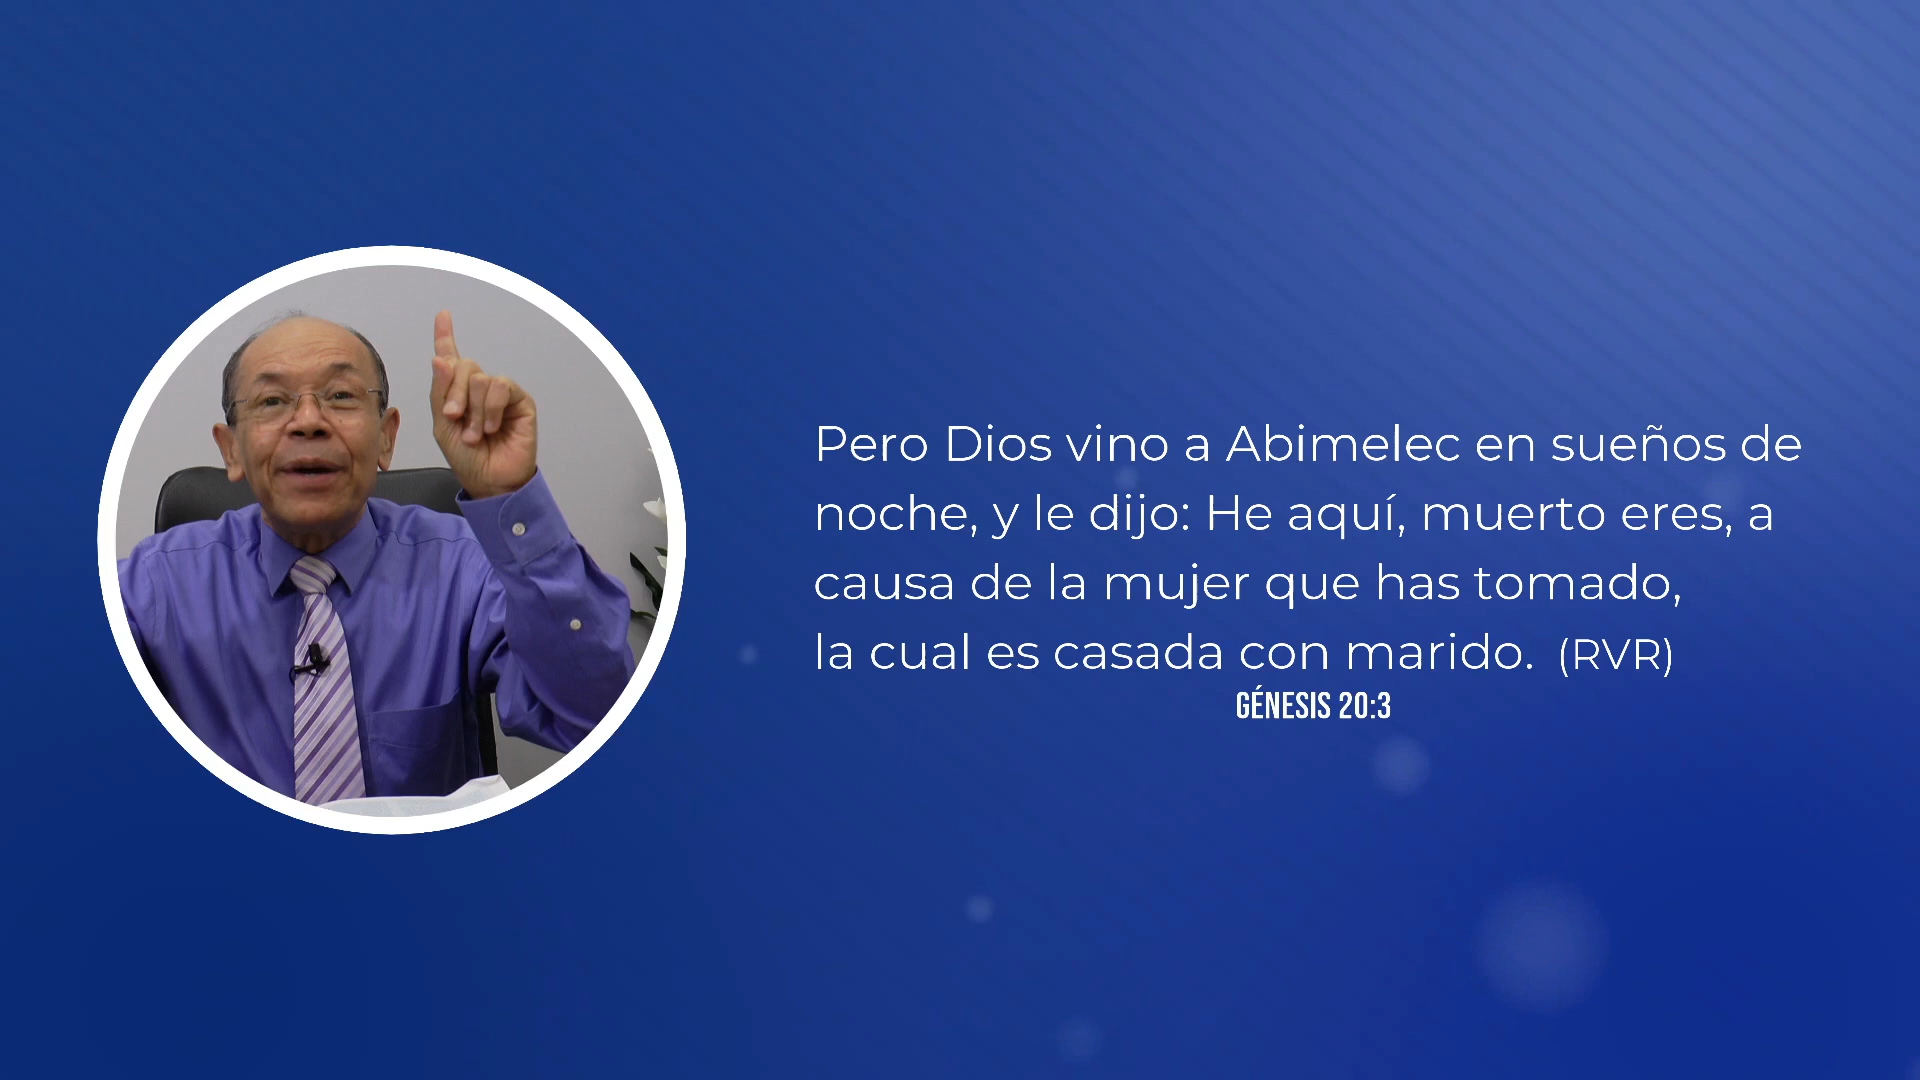 Pero Dios vino a Abimelec en sueños de
noche, y le dijo: He aquí, muerto eres, a
causa de la mujer que has tomado,
la cual es casada con marido. (RVR)
GÉNESIS 20:3